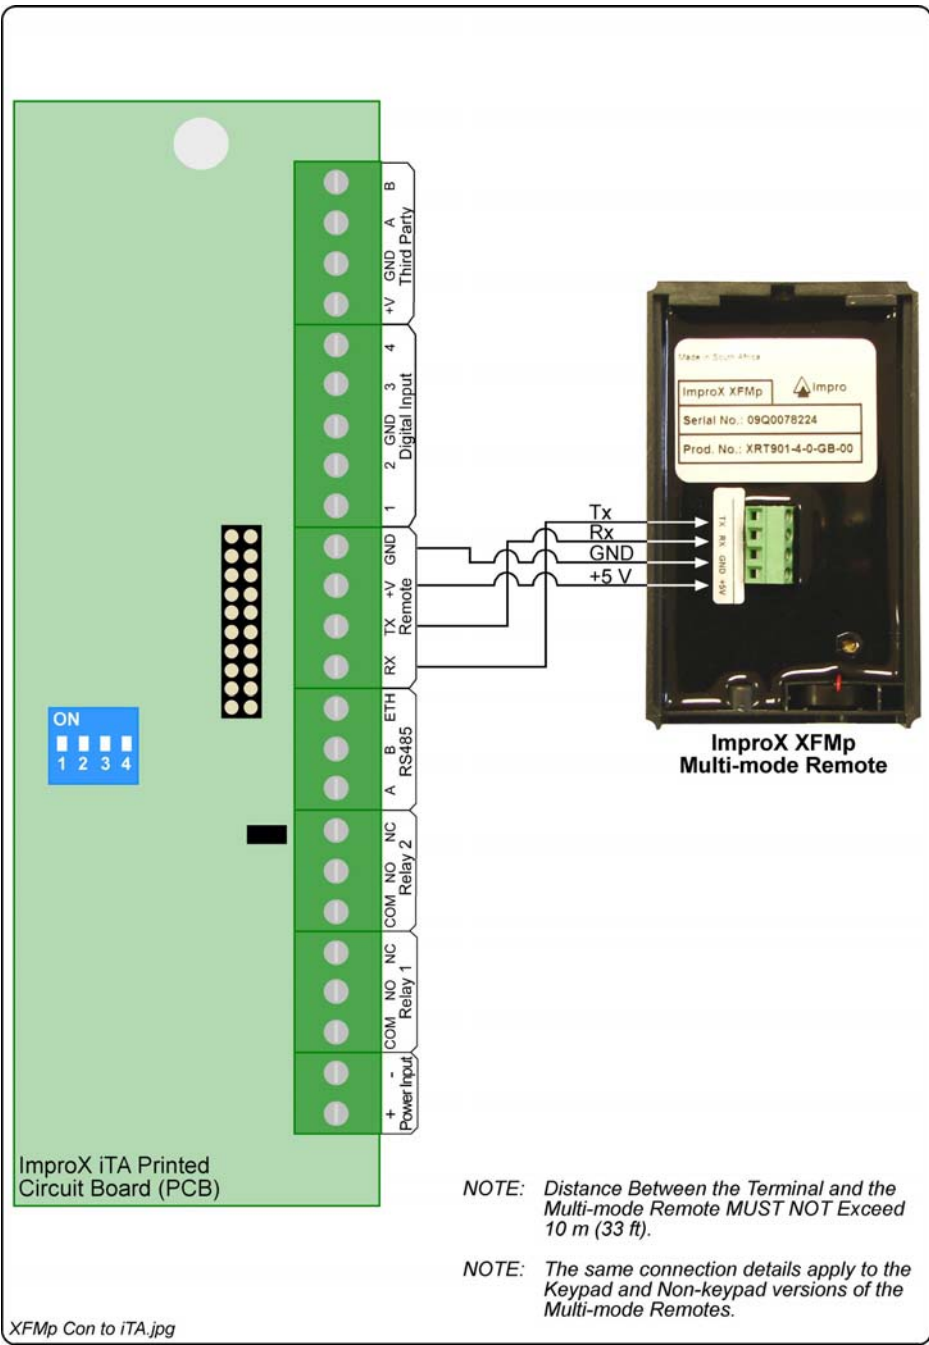 B
A
GND
+V
Third Party
4
3
GND
2
1
Digital Input
GND
+V
TX
RX
Remote
ETH
B
A
RS485
NC
NO
COM
Relay 2
NC
NO
COM
Relay 1
-
+
Power Input
ON
1 2 3 4
ImproX iTA Printed
Circuit Board (PCB)
Tx
Rx
GND
+5 V
Made in South Africa
ImproX XFMp
Impro
Serial No.: 09Q0078224
Prod. No.: XRT901-4-0-GB-00
TX RX GND +5V
ImproX XFMp
Multi-mode Remote
NOTE: Distance Between the Terminal and the
Multi-mode Remote MUST NOT Exceed
10 m (33 ft).
NOTE: The same connection details apply to the
Keypad and Non-keypad versions of the
Multi-mode Remotes.
XFMp Con to iTA.jpg